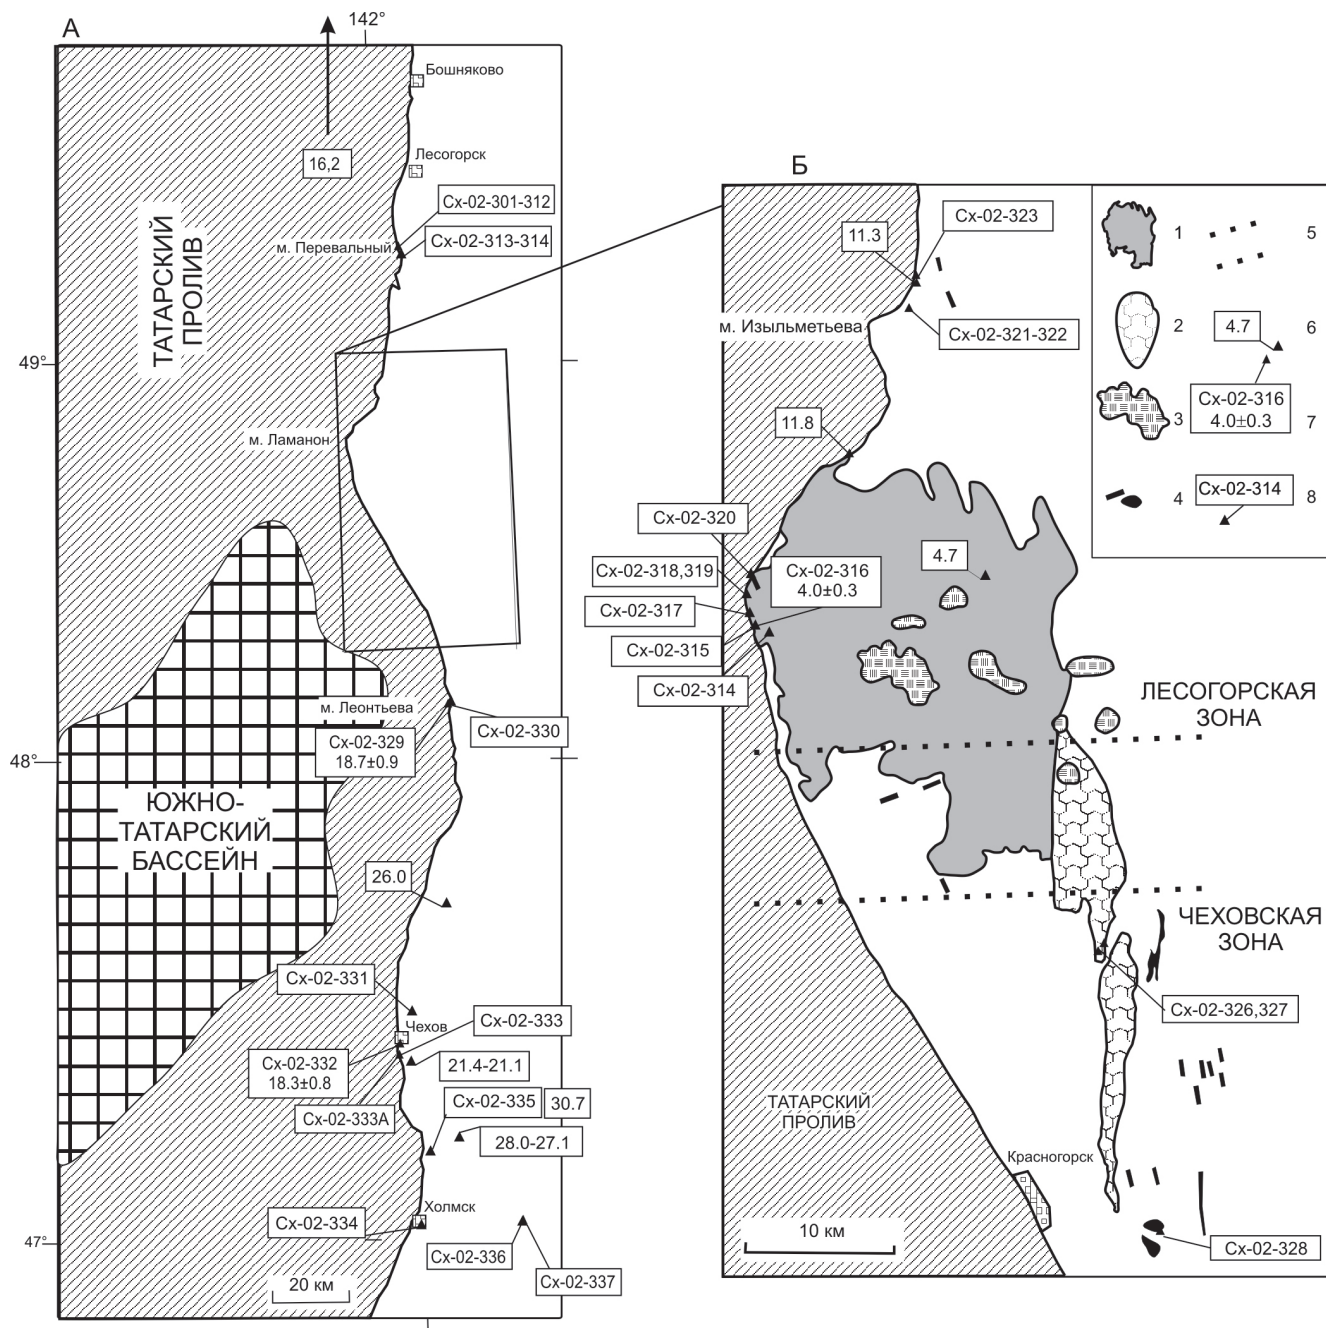 А
142°
Бошняково
16,2
Лесогорск
Сх-02-301-312
м. Перевальный
Сх-02-313-314
ТАТАРСКИЙ
ПРОЛИВ
49°
м. Ламанон
м. Леонтьева
Сх-02-330
Сх-02-329
18.7±0.9
48°
ЮЖНО-
ТАТАРСКИЙ
БАССЕЙН
26.0
Сх-02-331
Чехов
Сх-02-333
Сх-02-332
18.3±0.8
21.4-21.1
Сх-02-335
30.7
Сх-02-333А
28.0-27.1
Холмск
Сх-02-334
47°
Сх-02-336
Сх-02-337
20 км
Б
Сх-02-323
11.3
м. Изыльметьева
Сх-02-321-322
11.8
Сх-02-320
Сх-02-318,319
Сх-02-316
4.0±0.3
4.7
Сх-02-317
Сх-02-315
Сх-02-314
ЛЕСОГОРСКАЯ
ЗОНА
ЧЕХОВСКАЯ
ЗОНА
Сх-02-326,327
ТАТАРСКИЙ
ПРОЛИВ
Красногорск
10 км
Сх-02-328
1
5
2
4.7
6
3
Сх-02-316
4.0±0.3
7
4
Сх-02-314
8